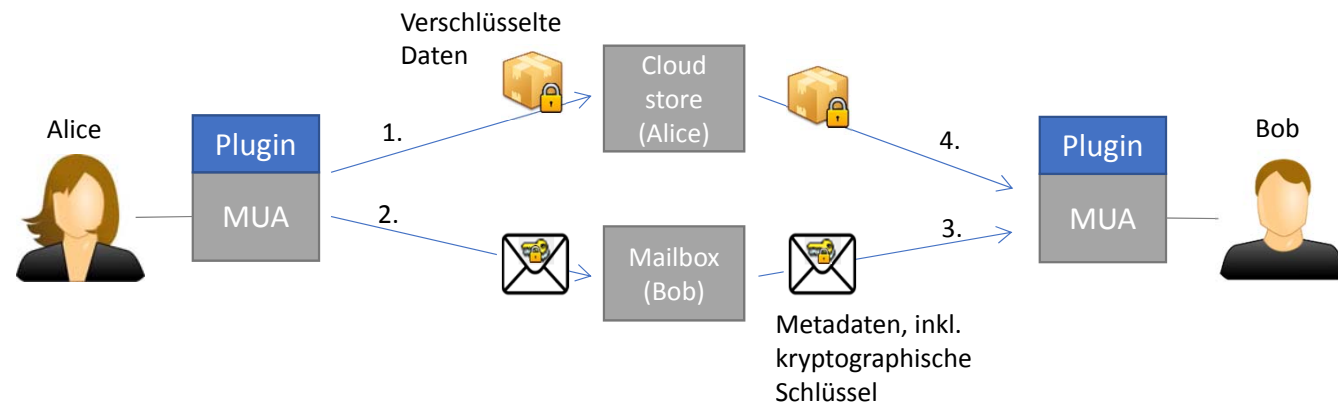 Verschlüsselte
Daten
Cloud
store
(Alice)
Alice
Plugin
MUA
1.
2.
Mailbox
(Bob)
4.
3.
Plugin
MUA
Bob
Metadaten, inkl.
kryptographische
Schlüssel